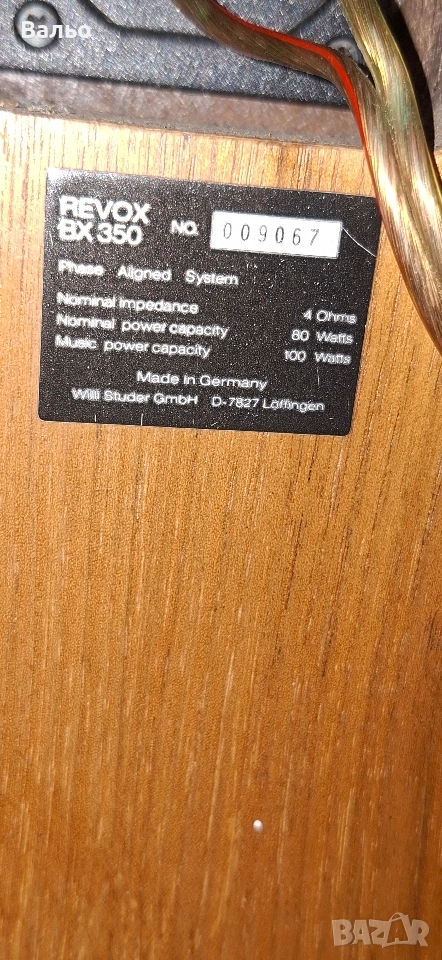 Вальо
REVOX
BX 350
NO. 009067
Phase Aligned System
Nominal impedance 4 Ohms
Nominal power capacity 80 Watts
Music power capacity 100 Watts
Made in Germany
Willi Studer GmbH D-7827 Löffingen
BAZAR